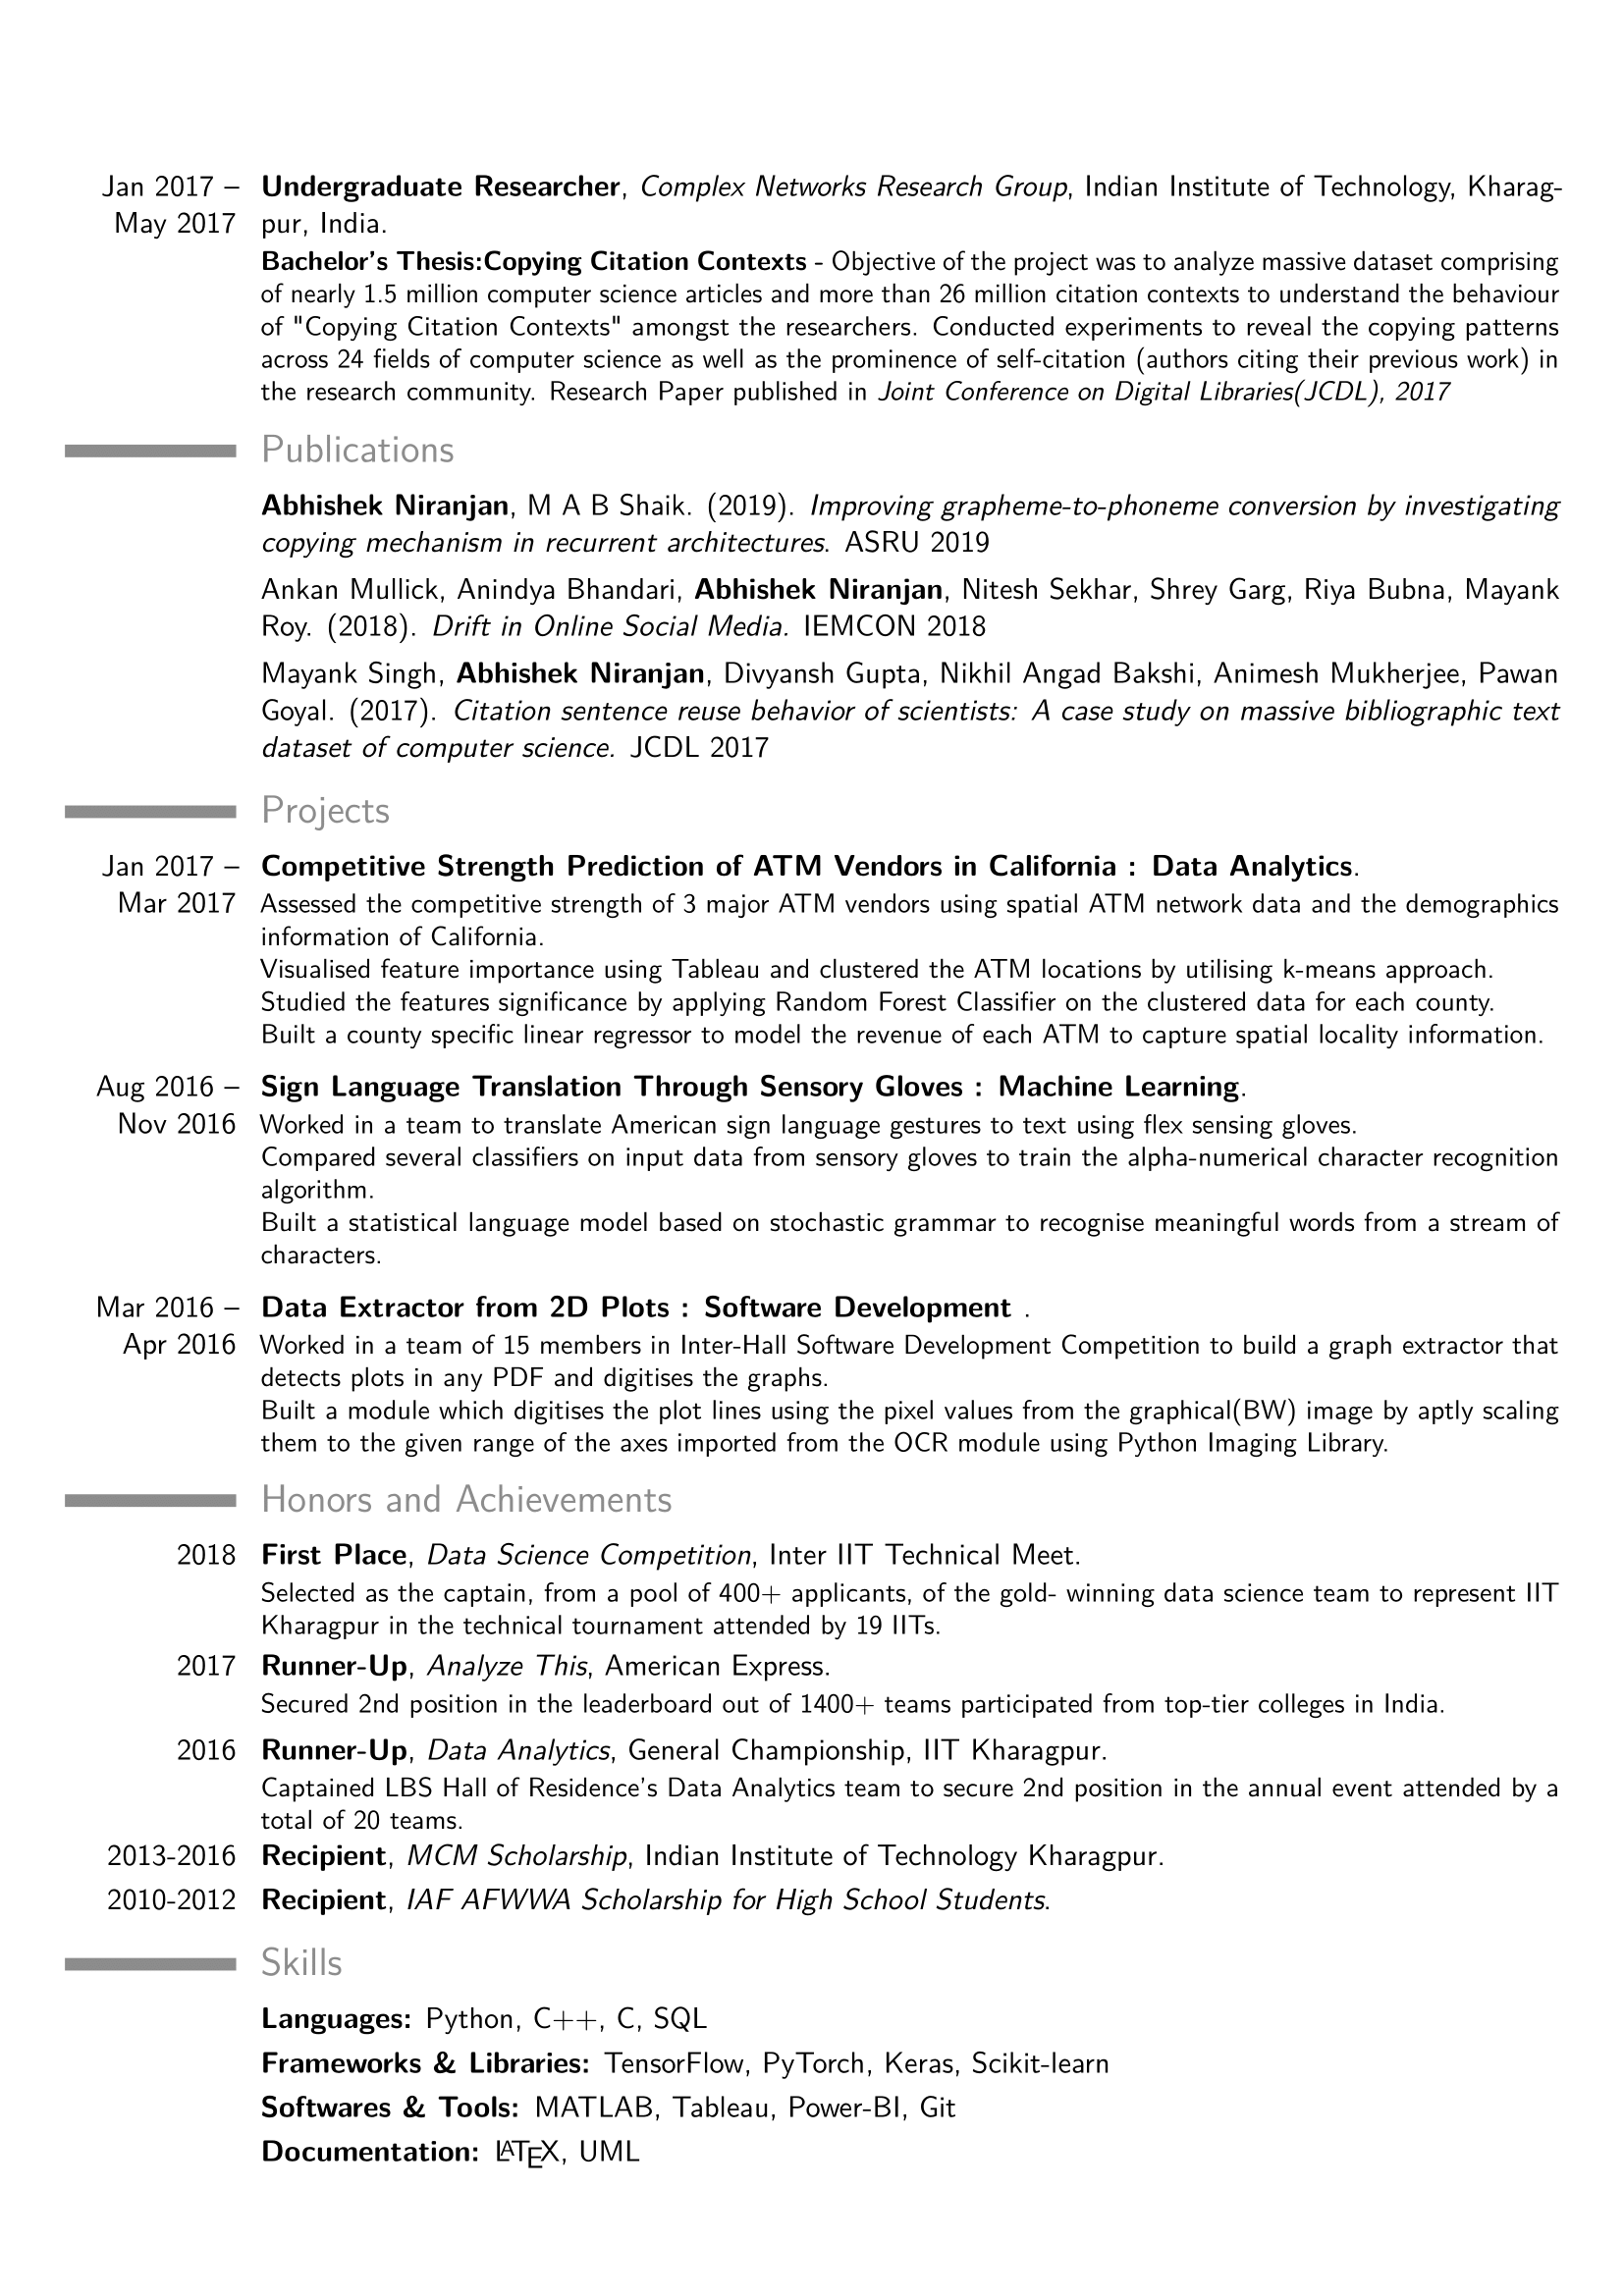 Jan 2017 – May 2017
Undergraduate Researcher, Complex Networks Research Group, Indian Institute of Technology, Kharag-
pur, India.
Bachelor's Thesis:Copying Citation Contexts - Objective of the project was to analyze massive dataset comprising
of nearly 1.5 million computer science articles and more than 26 million citation contexts to understand the behaviour
of "Copying Citation Contexts" amongst the researchers. Conducted experiments to reveal the copying patterns
across 24 fields of computer science as well as the prominence of self-citation (authors citing their previous work) in
the research community. Research Paper published in Joint Conference on Digital Libraries(JCDL), 2017
Publications
Abhishek Niranjan, M A B Shaik. (2019). Improving grapheme-to-phoneme conversion by investigating
copying mechanism in recurrent architectures. ASRU 2019
Ankan Mullick, Anindya Bhandari, Abhishek Niranjan, Nitesh Sekhar, Shrey Garg, Riya Bubna, Mayank
Roy. (2018). Drift in Online Social Media. IEMCON 2018
Mayank Singh, Abhishek Niranjan, Divyansh Gupta, Nikhil Angad Bakshi, Animesh Mukherjee, Pawan
Goyal. (2017). Citation sentence reuse behavior of scientists: A case study on massive bibliographic text
dataset of computer science. JCDL 2017
Projects
Jan 2017 – Mar 2017
Competitive Strength Prediction of ATM Vendors in California : Data Analytics.
Assessed the competitive strength of 3 major ATM vendors using spatial ATM network data and the demographics
information of California.
Visualised feature importance using Tableau and clustered the ATM locations by utilising k-means approach.
Studied the features significance by applying Random Forest Classifier on the clustered data for each county.
Built a county specific linear regressor to model the revenue of each ATM to capture spatial locality information.
Aug 2016 – Nov 2016
Sign Language Translation Through Sensory Gloves : Machine Learning.
Worked in a team to translate American sign language gestures to text using flex sensing gloves.
Compared several classifiers on input data from sensory gloves to train the alpha-numerical character recognition
algorithm.
Built a statistical language model based on stochastic grammar to recognise meaningful words from a stream of
characters.
Mar 2016 – Apr 2016
Data Extractor from 2D Plots : Software Development .
Worked in a team of 15 members in Inter-Hall Software Development Competition to build a graph extractor that
detects plots in any PDF and digitises the graphs.
Built a module which digitises the plot lines using the pixel values from the graphical(BW) image by aptly scaling
them to the given range of the axes imported from the OCR module using Python Imaging Library.
Honors and Achievements
2018 First Place, Data Science Competition, Inter IIT Technical Meet.
Selected as the captain, from a pool of 400+ applicants, of the gold- winning data science team to represent IIT
Kharagpur in the technical tournament attended by 19 IITs.
2017 Runner-Up, Analyze This, American Express.
Secured 2nd position in the leaderboard out of 1400+ teams participated from top-tier colleges in India.
2016 Runner-Up, Data Analytics, General Championship, IIT Kharagpur.
Captained LBS Hall of Residence's Data Analytics team to secure 2nd position in the annual event attended by a
total of 20 teams.
2013-2016 Recipient, MCM Scholarship, Indian Institute of Technology Kharagpur.
2010-2012 Recipient, IAF AFWWA Scholarship for High School Students.
Skills
Languages: Python, C++, C, SQL
Frameworks & Libraries: TensorFlow, PyTorch, Keras, Scikit-learn
Softwares & Tools: MATLAB, Tableau, Power-BI, Git
Documentation: LATEX, UML